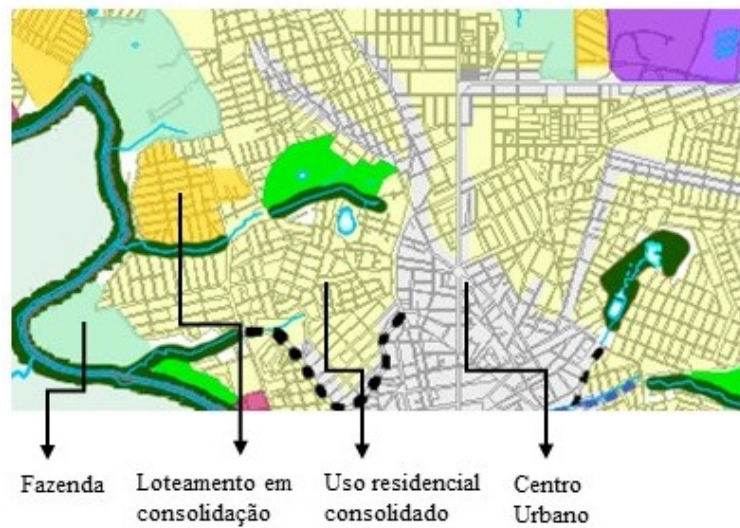 Fazenda
Loteamento em
consolidação
Uso residencial
consolidado
Centro
Urbano